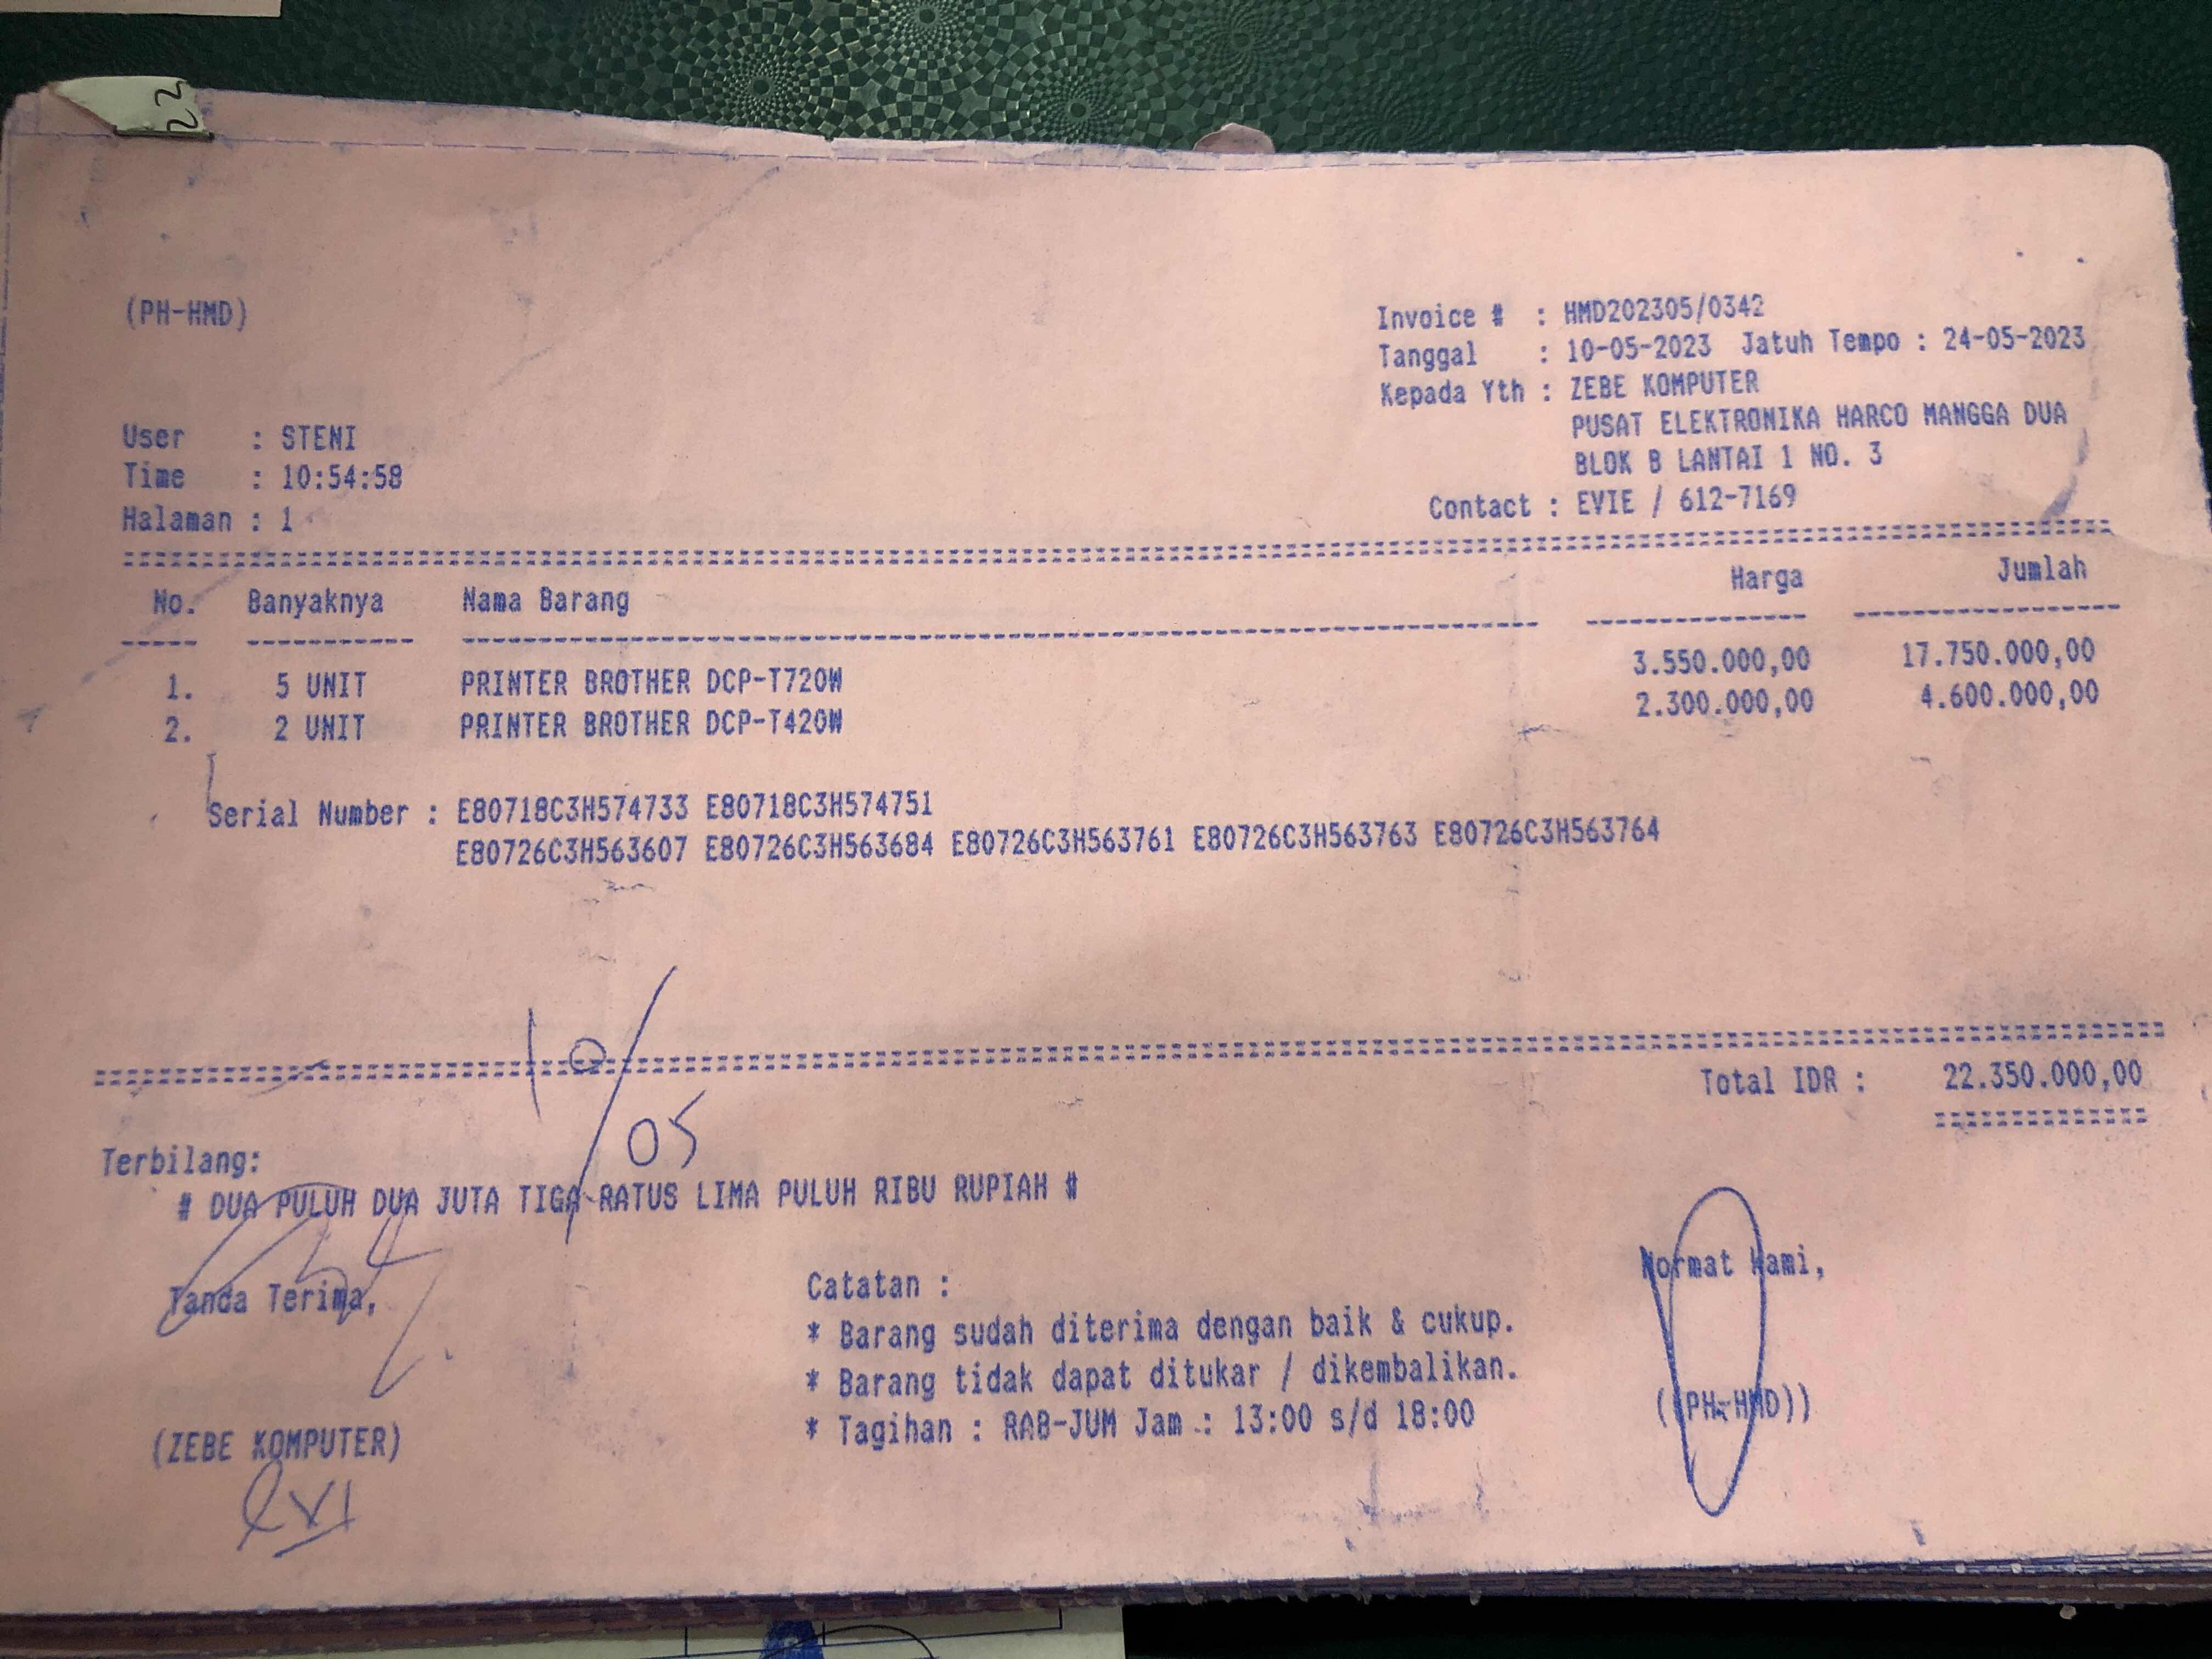 22
(PH-HMD)
Invoice # : HMD202305/0342
Tanggal : 10-05-2023 Jatuh Tempo : 24-05-2023
Kepada Yth : ZEBE KOMPUTER
PUSAT ELEKTRONIKA HARCO MANGGA DUA
BLOK B LANTAI 1 NO. 3
Contact : EVIE / 612-7169
User : STENI
Time : 10:54:58
Halaman : 1
No. Banyaknya Nama Barang Harga Jumlah
1. 5 UNIT PRINTER BROTHER DCP-T720W 3.550.000,00 17.750.000,00
2. 2 UNIT PRINTER BROTHER DCP-T420W 2.300.000,00 4.600.000,00
Serial Number : E80718C3H574733 E80718C3H574751
E80726C3H563607 E80726C3H563684 E80726C3H563761 E80726C3H563763 E80726C3H563764
10/05
Total IDR : 22.350.000,00
Terbilang:
# DUA PULUH DUA JUTA TIGA RATUS LIMA PULUH RIBU RUPIAH #
Tanda Terima,
(ZEBE KOMPUTER)
Catatan :
* Barang sudah diterima dengan baik & cukup.
* Barang tidak dapat ditukar / dikembalikan.
* Tagihan : RAB-JUM Jam : 13:00 s/d 18:00
Hormat Kami,
((PH-HMD))